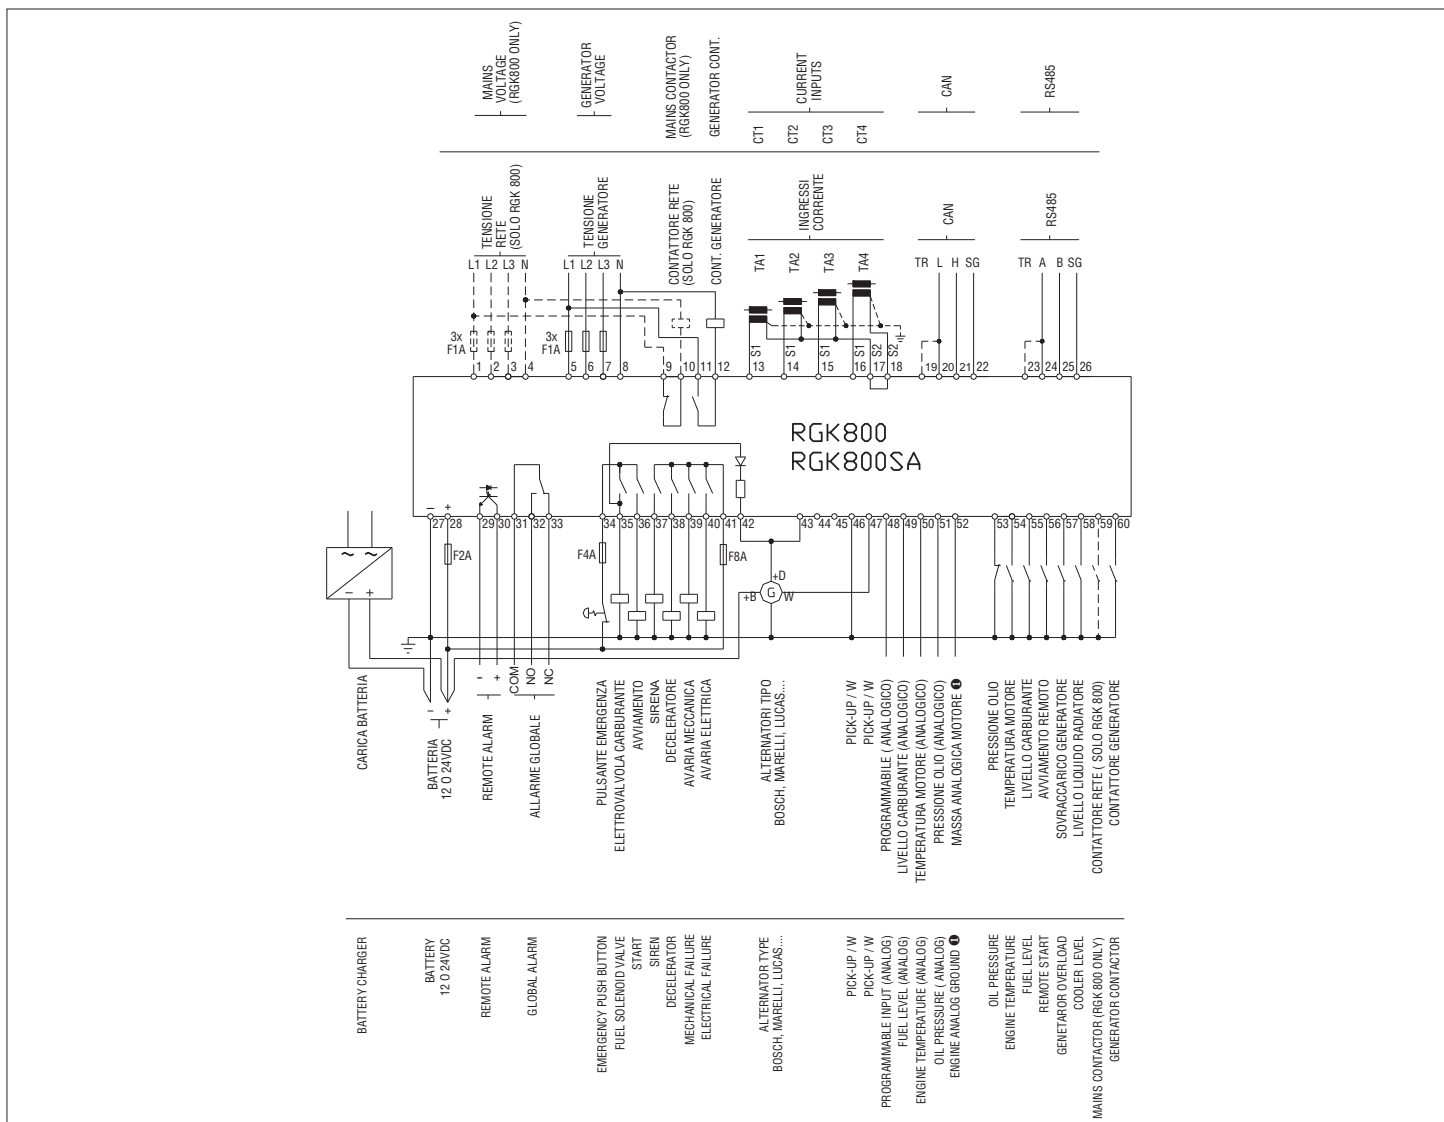 MAINS
VOLTAGE
(RGK800 ONLY)
GENERATOR
VOLTAGE
MAINS CONTACTOR
(RGK800 ONLY)
GENERATOR CONT.
CURRENT
INPUTS
CT1
CT2
CT3
CT4
CAN
RS485
TENSIONE
RETE
(SOLO RGK 800)
TENSIONE
GENERATORE
CONTATTORE RETE
(SOLO RGK 800)
CONT. GENERATORE
INGRESSI
CORRENTE
TA1
TA2
TA3
TA4
CAN
RS485
L1 L2 L3 N
L1 L2 L3 N
TR L H SG
TR A B SG
3x
F1A
3x
F1A
S1
S1
S1
S1
S2
S2
1 2 3 4 5 6 7 8 9 10 11 12 13 14 15 16 17 18 19 20 21 22 23 24 25 26
RGK800
RGK800SA
− +
27 28 29 30 31 32 33 34 35 36 37 38 39 40 41 42 43 44 45 46 47 48 49 50 51 52 53 54 55 56 57 58 59 60
~ ~
− +
F2A
F4A
F8A
+D
+B G W
− +
− +
COM
NO
NC
CARICA BATTERIA
BATTERIA
12 O 24VDC
REMOTE ALARM
ALLARME GLOBALE
PULSANTE EMERGENZA
ELETTROVALVOLA CARBURANTE
AVVIAMENTO
SIRENA
DECELERATORE
AVARIA MECCANICA
AVARIA ELETTRICA
ALTERNATORI TIPO
BOSCH, MARELLI, LUCAS....
PICK-UP / W
PICK-UP / W
PROGRAMMABILE ( ANALOGICO)
LIVELLO CARBURANTE (ANALOGICO)
TEMPERATURA MOTORE (ANALOGICO)
PRESSIONE OLIO (ANALOGICO)
MASSA ANALOGICA MOTORE ❶
PRESSIONE OLIO
TEMPERATURA MOTORE
LIVELLO CARBURANTE
AVVIAMENTO REMOTO
SOVRACCARICO GENERATORE
LIVELLO LIQUIDO RADIATORE
CONTATTORE RETE ( SOLO RGK 800)
CONTATTORE GENERATORE
BATTERY CHARGER
BATTERY
12 O 24VDC
REMOTE ALARM
GLOBAL ALARM
EMERGENCY PUSH BUTTON
FUEL SOLENOID VALVE
START
SIREN
DECELERATOR
MECHANICAL FAILURE
ELECTRICAL FAILURE
ALTERNATOR TYPE
BOSCH, MARELLI, LUCAS....
PICK-UP / W
PICK-UP / W
PROGRAMMABLE INPUT (ANALOG)
FUEL LEVEL (ANALOG)
ENGINE TEMPERATURE (ANALOG)
OIL PRESSURE ( ANALOG)
ENGINE ANALOG GROUND ❶
OIL PRESSURE
ENGINE TEMPERATURE
FUEL LEVEL
REMOTE START
GENETAROR OVERLOAD
COOLER LEVEL
MAINS CONTACTOR (RGK 800 ONLY)
GENERATOR CONTACTOR